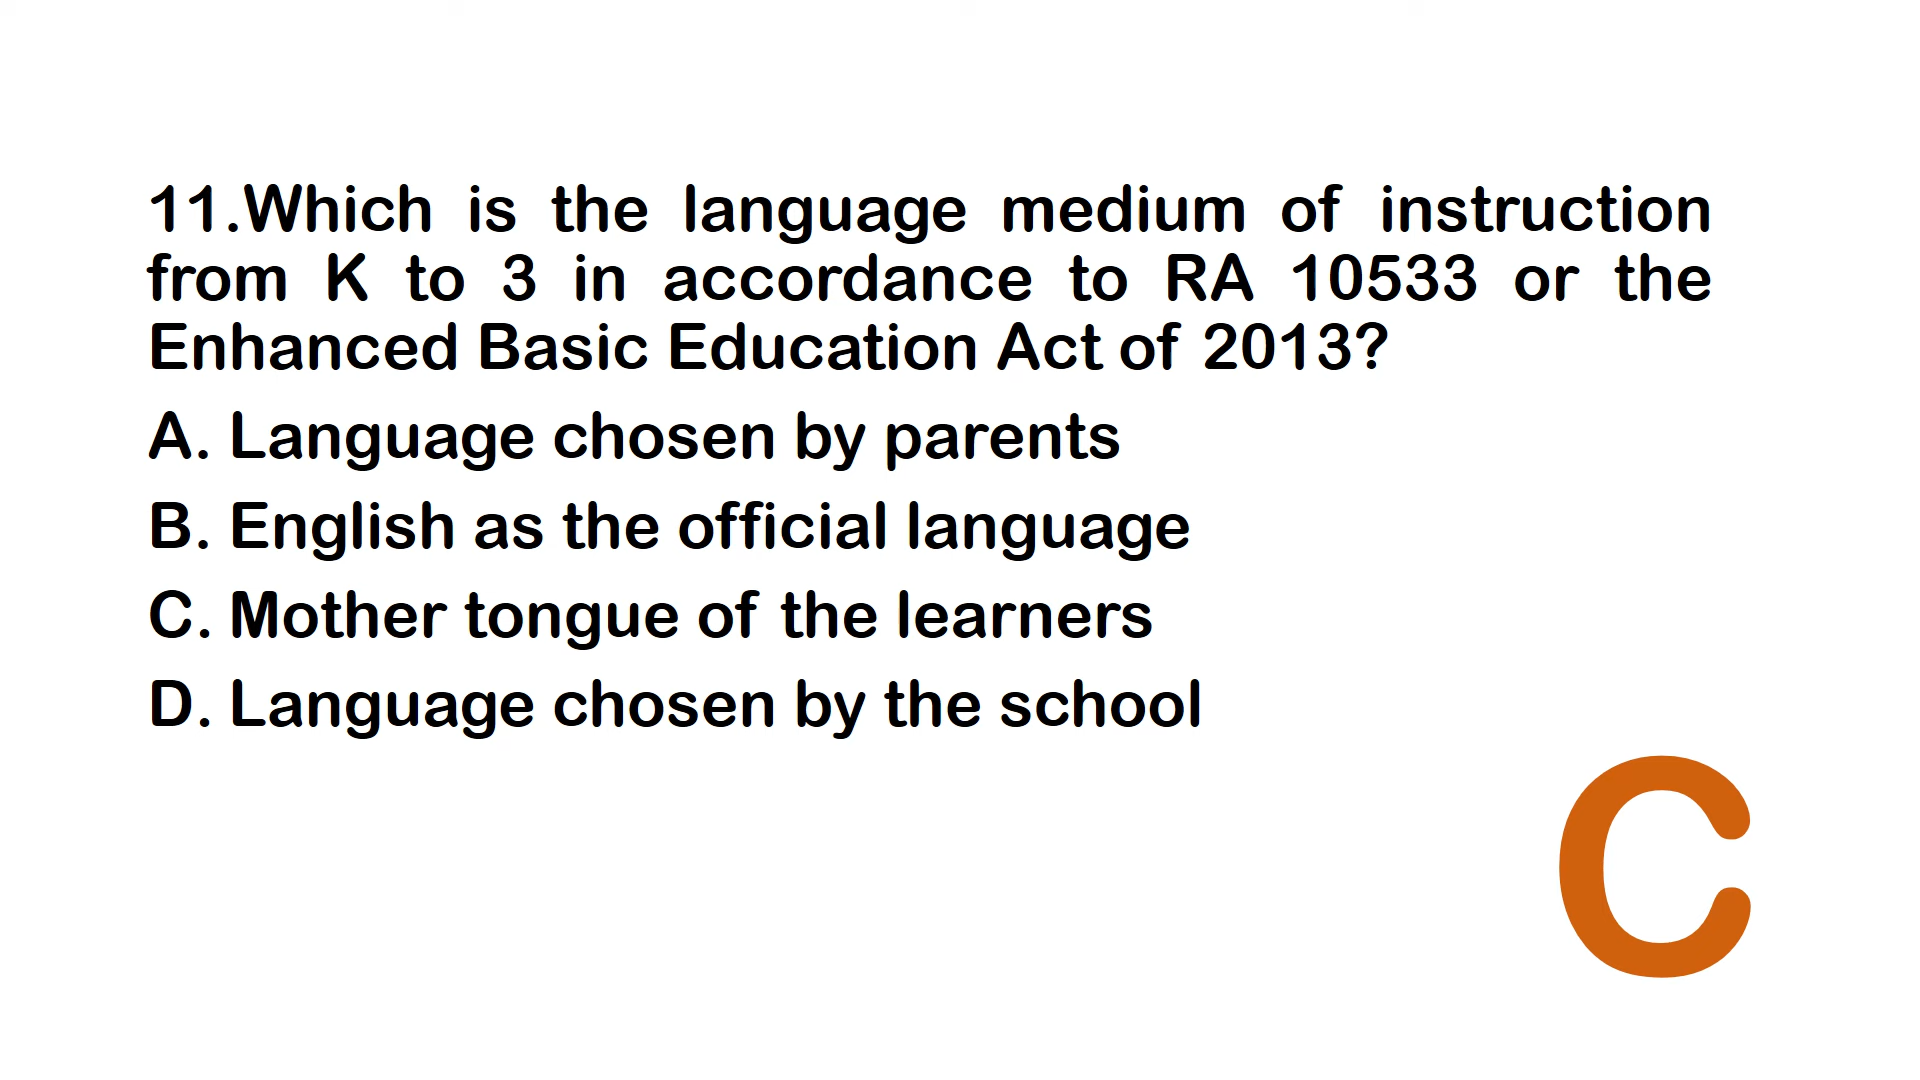 11.Which is the language medium of instruction
from K to 3 in accordance to RA 10533 or the
Enhanced Basic Education Act of 2013?
A. Language chosen by parents
B. English as the official language
C. Mother tongue of the learners
D. Language chosen by the school
C